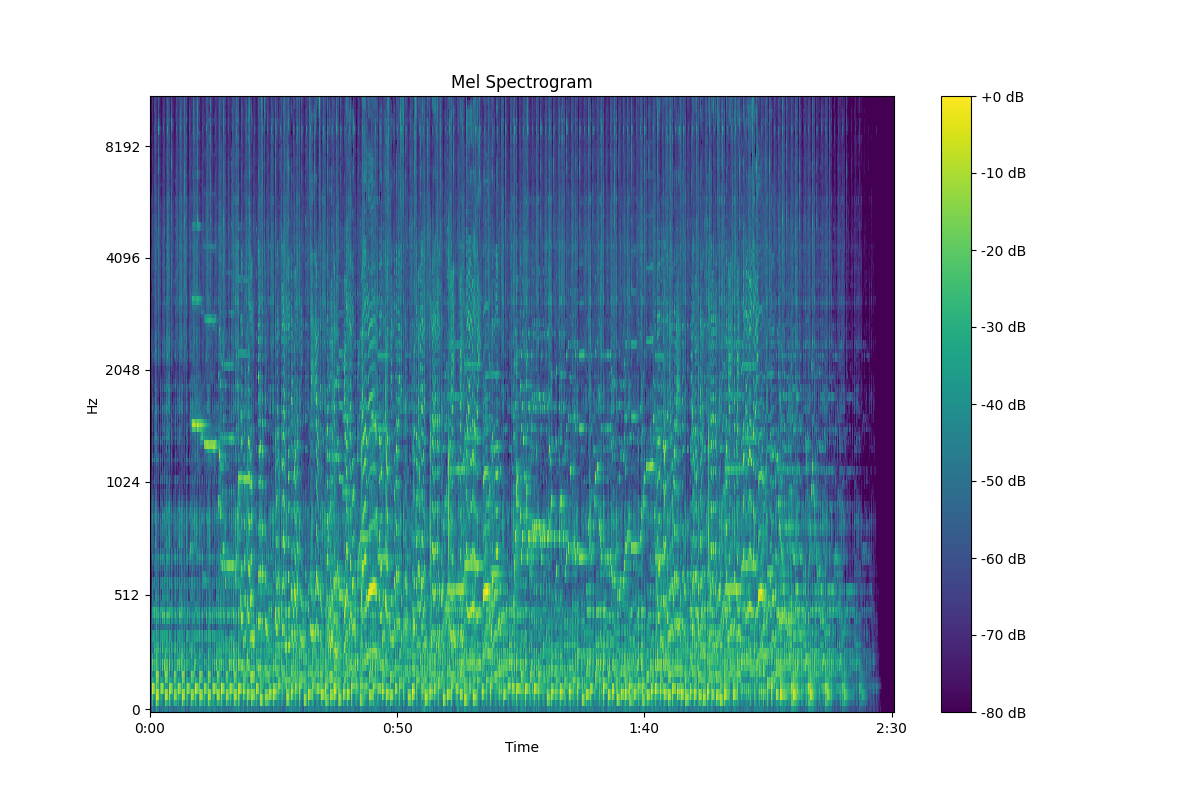 Mel Spectrogram
+0 dB
8192
-10 dB
-20 dB
4096
-30 dB
2048
-40 dB
Hz
1024
-50 dB
-60 dB
512
-70 dB
0
-80 dB
0:00
0:50
1:40
2:30
Time